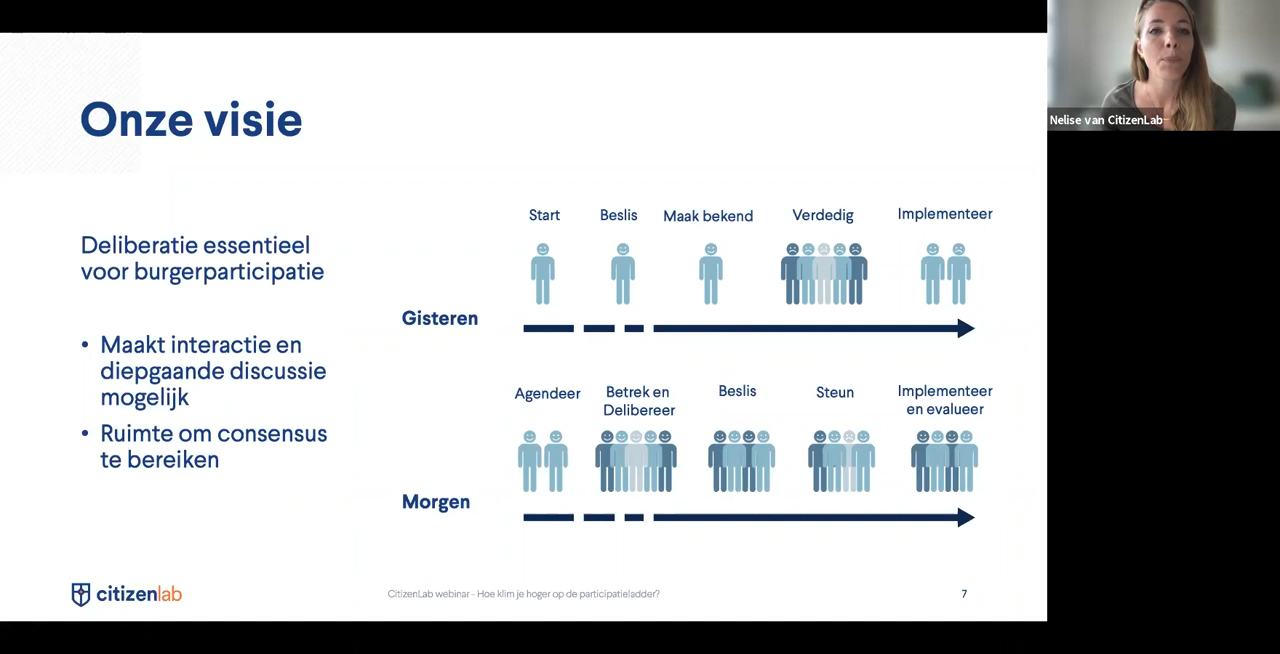 Onze visie
Deliberatie essentieel
voor burgerparticipatie
• Maakt interactie en
diepgaande discussie
mogelijk
• Ruimte om consensus
te bereiken
Start
Beslis
Maak bekend
Verdedig
Implementeer
Gisteren
Agendeer
Betrek en
Delibereer
Beslis
Steun
Implementeer
en evalueer
Morgen
citizenlab
CitizenLab webinar - Hoe klim je hoger op de participatieladder?
7
Nelise van CitizenLab